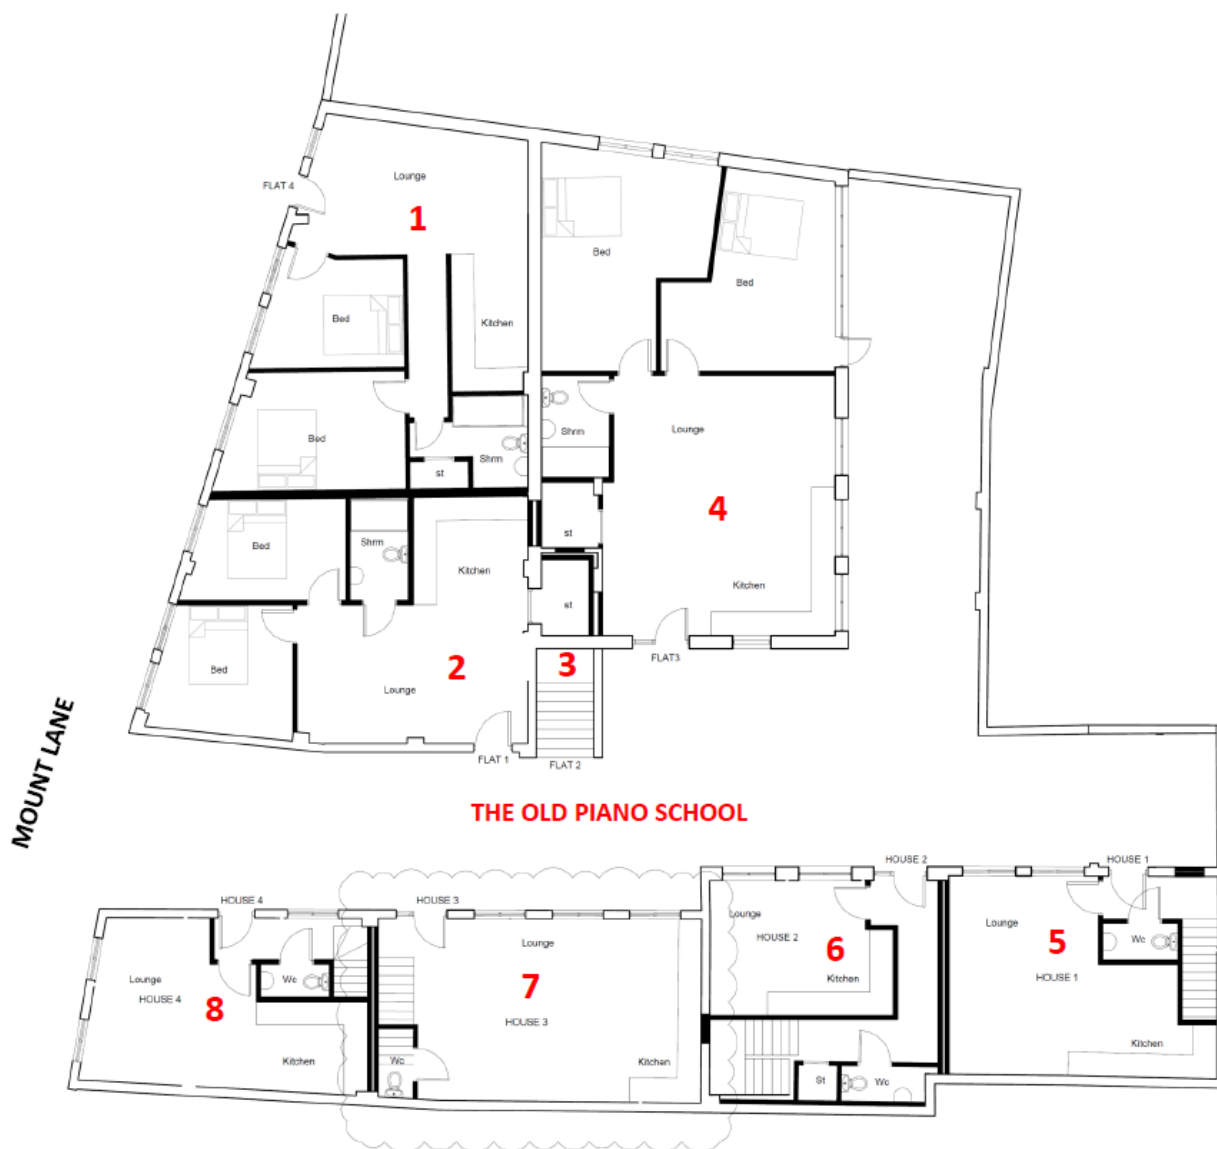 FLAT 4
Lounge
1
Bed
Kitchen
Bed
Shrm
st
Bed
Bed
Shrm
Lounge
st
4
Kitchen
FLAT3
Bed
Shrm
Kitchen
st
Bed
2
Lounge
3
FLAT 1
FLAT 2
MOUNT LANE
THE OLD PIANO SCHOOL
HOUSE 4
Lounge
HOUSE 4
8
Wc
Kitchen
HOUSE 3
Lounge
7
HOUSE 3
Wc
Kitchen
HOUSE 2
Lounge
HOUSE 2
6
Kitchen
St
Wc
HOUSE 1
Lounge
5
Wc
HOUSE 1
Kitchen